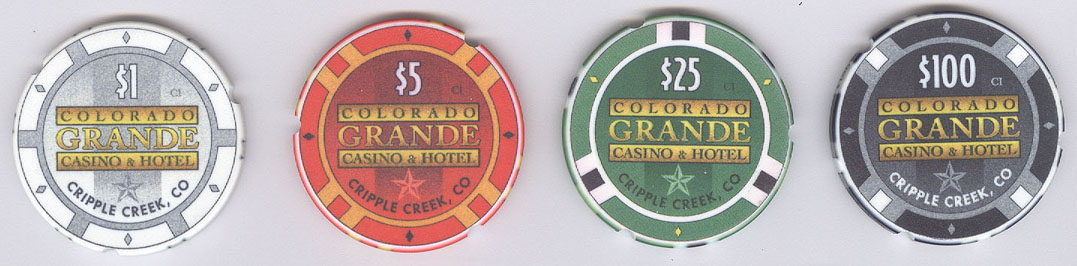 $1
CI
COLORADO
GRANDE
CASINO & HOTEL
CRIPPLE CREEK, CO
$5
CI
COLORADO
GRANDE
CASINO & HOTEL
CRIPPLE CREEK, CO
$25
CI
COLORADO
GRANDE
CASINO & HOTEL
CRIPPLE CREEK, CO
$100
CI
COLORADO
GRANDE
CASINO & HOTEL
CRIPPLE CREEK, CO